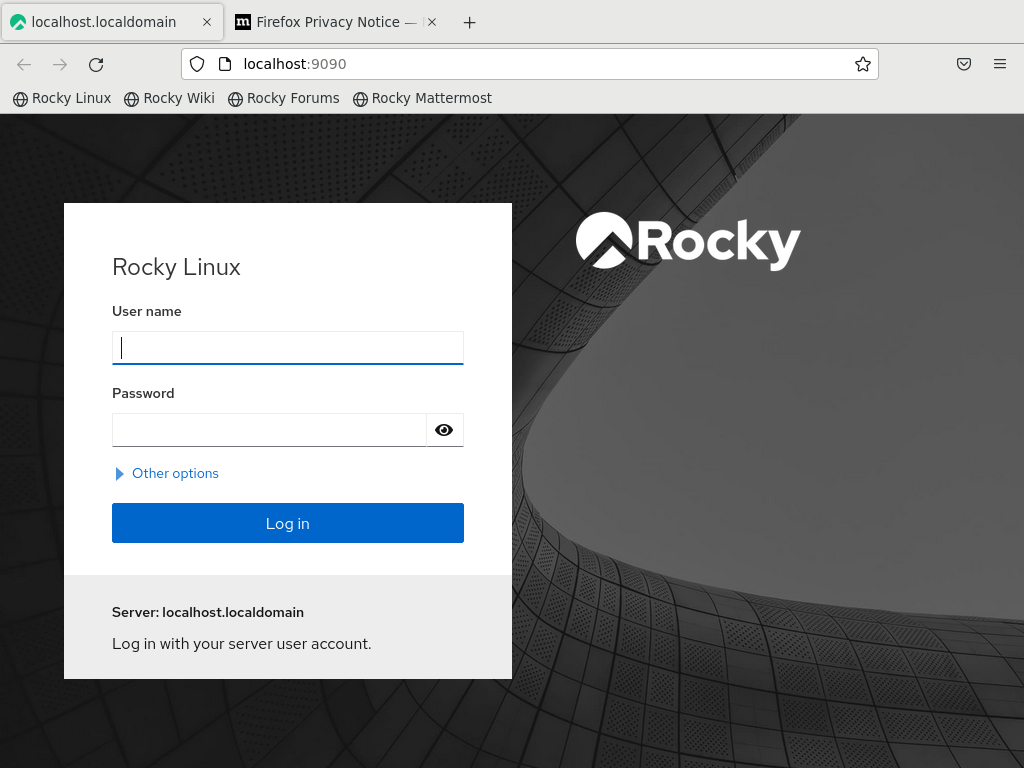 localhost.localdomain
Firefox Privacy Notice —
localhost:9090
Rocky Linux
Rocky Wiki
Rocky Forums
Rocky Mattermost
Rocky
Rocky Linux
User name
Password
Other options
Log in
Server: localhost.localdomain
Log in with your server user account.